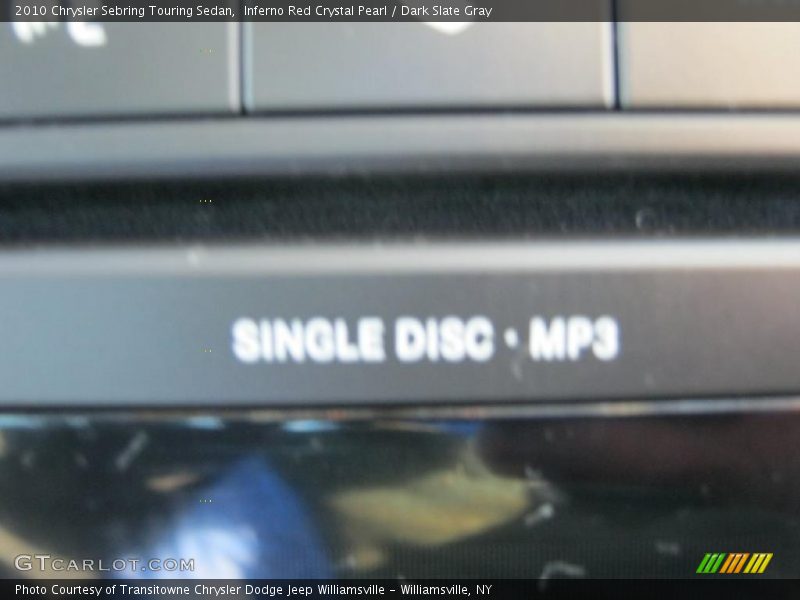 2010 Chrysler Sebring Touring Sedan, Inferno Red Crystal Pearl / Dark Slate Gray
SINGLE DISC · MP3
GTCARLOT.COM
Photo Courtesy of Transitowne Chrysler Dodge Jeep Williamsville – Williamsville, NY